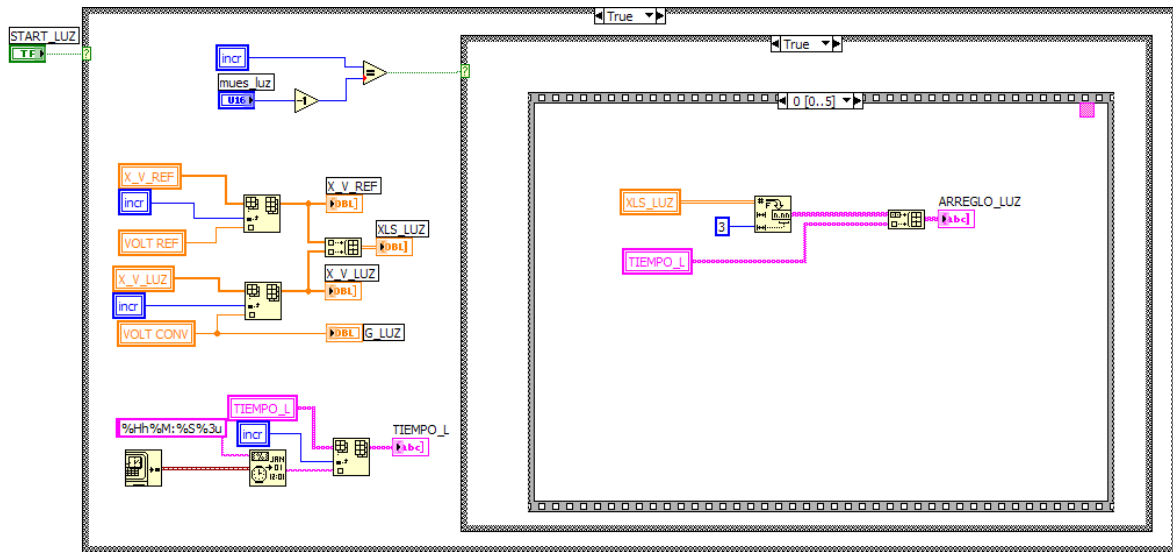 True
START_LUZ
TF
?
True
incr
=
?
mues_luz
U16
-1
0 [0..5]
X_V_REF
incr
X_V_REF
DBL]
VOLT REF
XLS_LUZ
DBL]
X_V_LUZ
X_V_LUZ
DBL]
incr
VOLT CONV
DBL
G_LUZ
XLS_LUZ
#
F
n.nn
3
ARREGLO_LUZ
abc]
TIEMPO_L
TIEMPO_L
%Hh%M:%S%3u
incr
TIEMPO_L
abc]
JAN
01
12:01